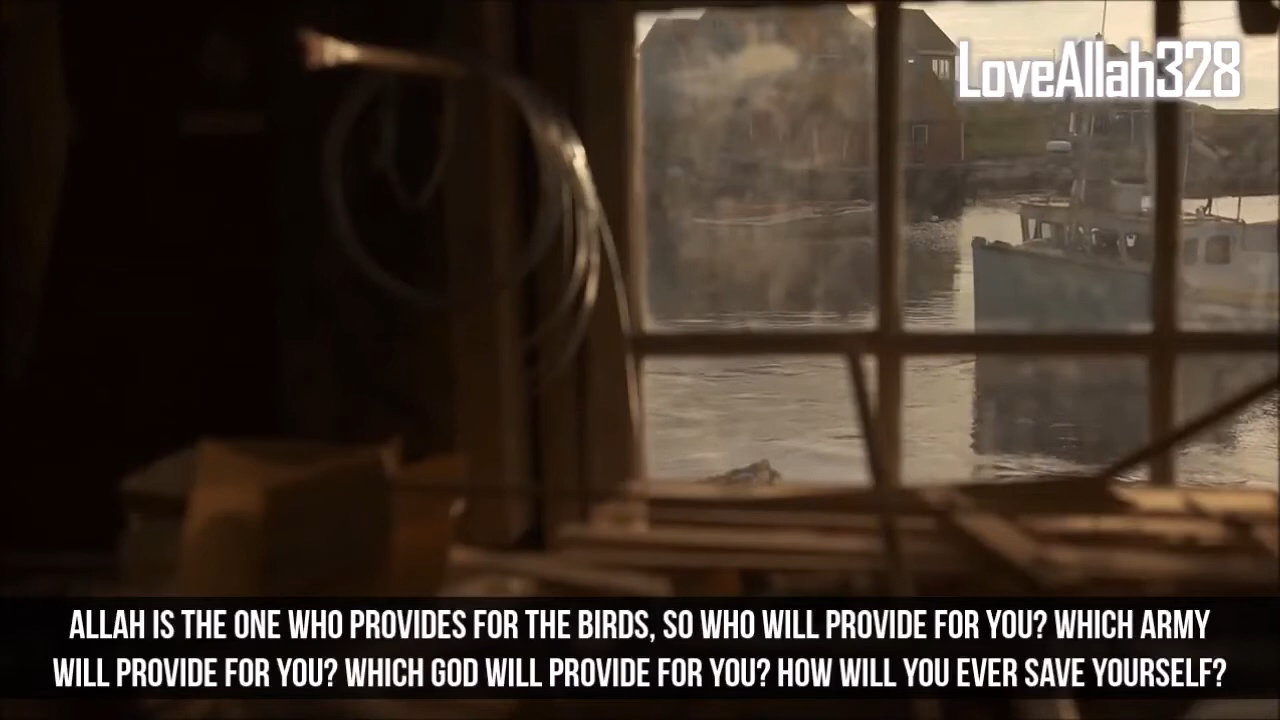 LoveAllah328
ALLAH IS THE ONE WHO PROVIDES FOR THE BIRDS, SO WHO WILL PROVIDE FOR YOU? WHICH ARMY
WILL PROVIDE FOR YOU? WHICH GOD WILL PROVIDE FOR YOU? HOW WILL YOU EVER SAVE YOURSELF?